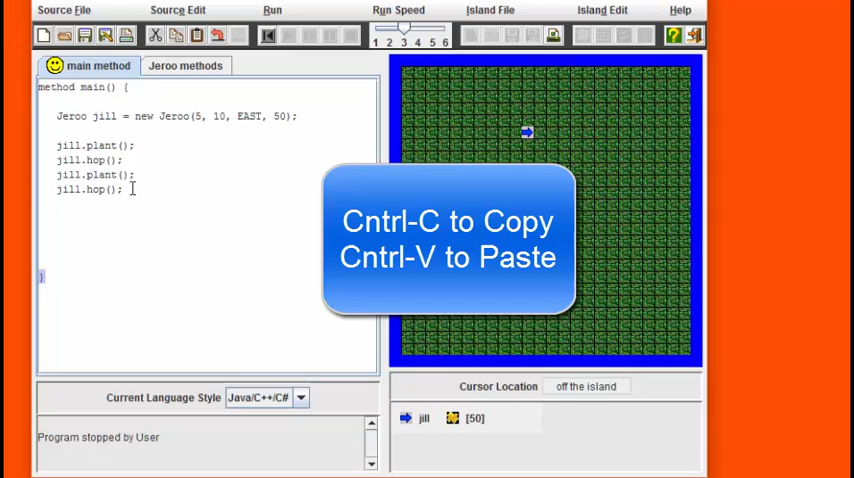 Source File Source Edit Run Run Speed Island File Island Edit Help
1 2 3 4 5 6
main method Jeroo methods
method main() {
Jeroo jill = new Jeroo(5, 10, EAST, 50);
jill.plant();
jill.hop();
jill.plant();
jill.hop();
}
Cntrl-C to Copy
Cntrl-V to Paste
Current Language Style Java/C++/C#
Cursor Location off the island
jill [50]
Program stopped by User